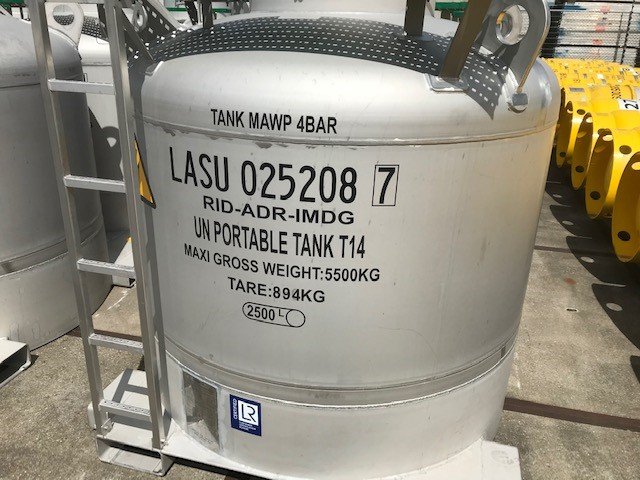 TANK MAWP 4BAR
LASU 025208 7
RID-ADR-IMDG
UN PORTABLE TANK T14
MAXI GROSS WEIGHT:5500KG
TARE:894KG
2500 L
CERTIFIED
LR